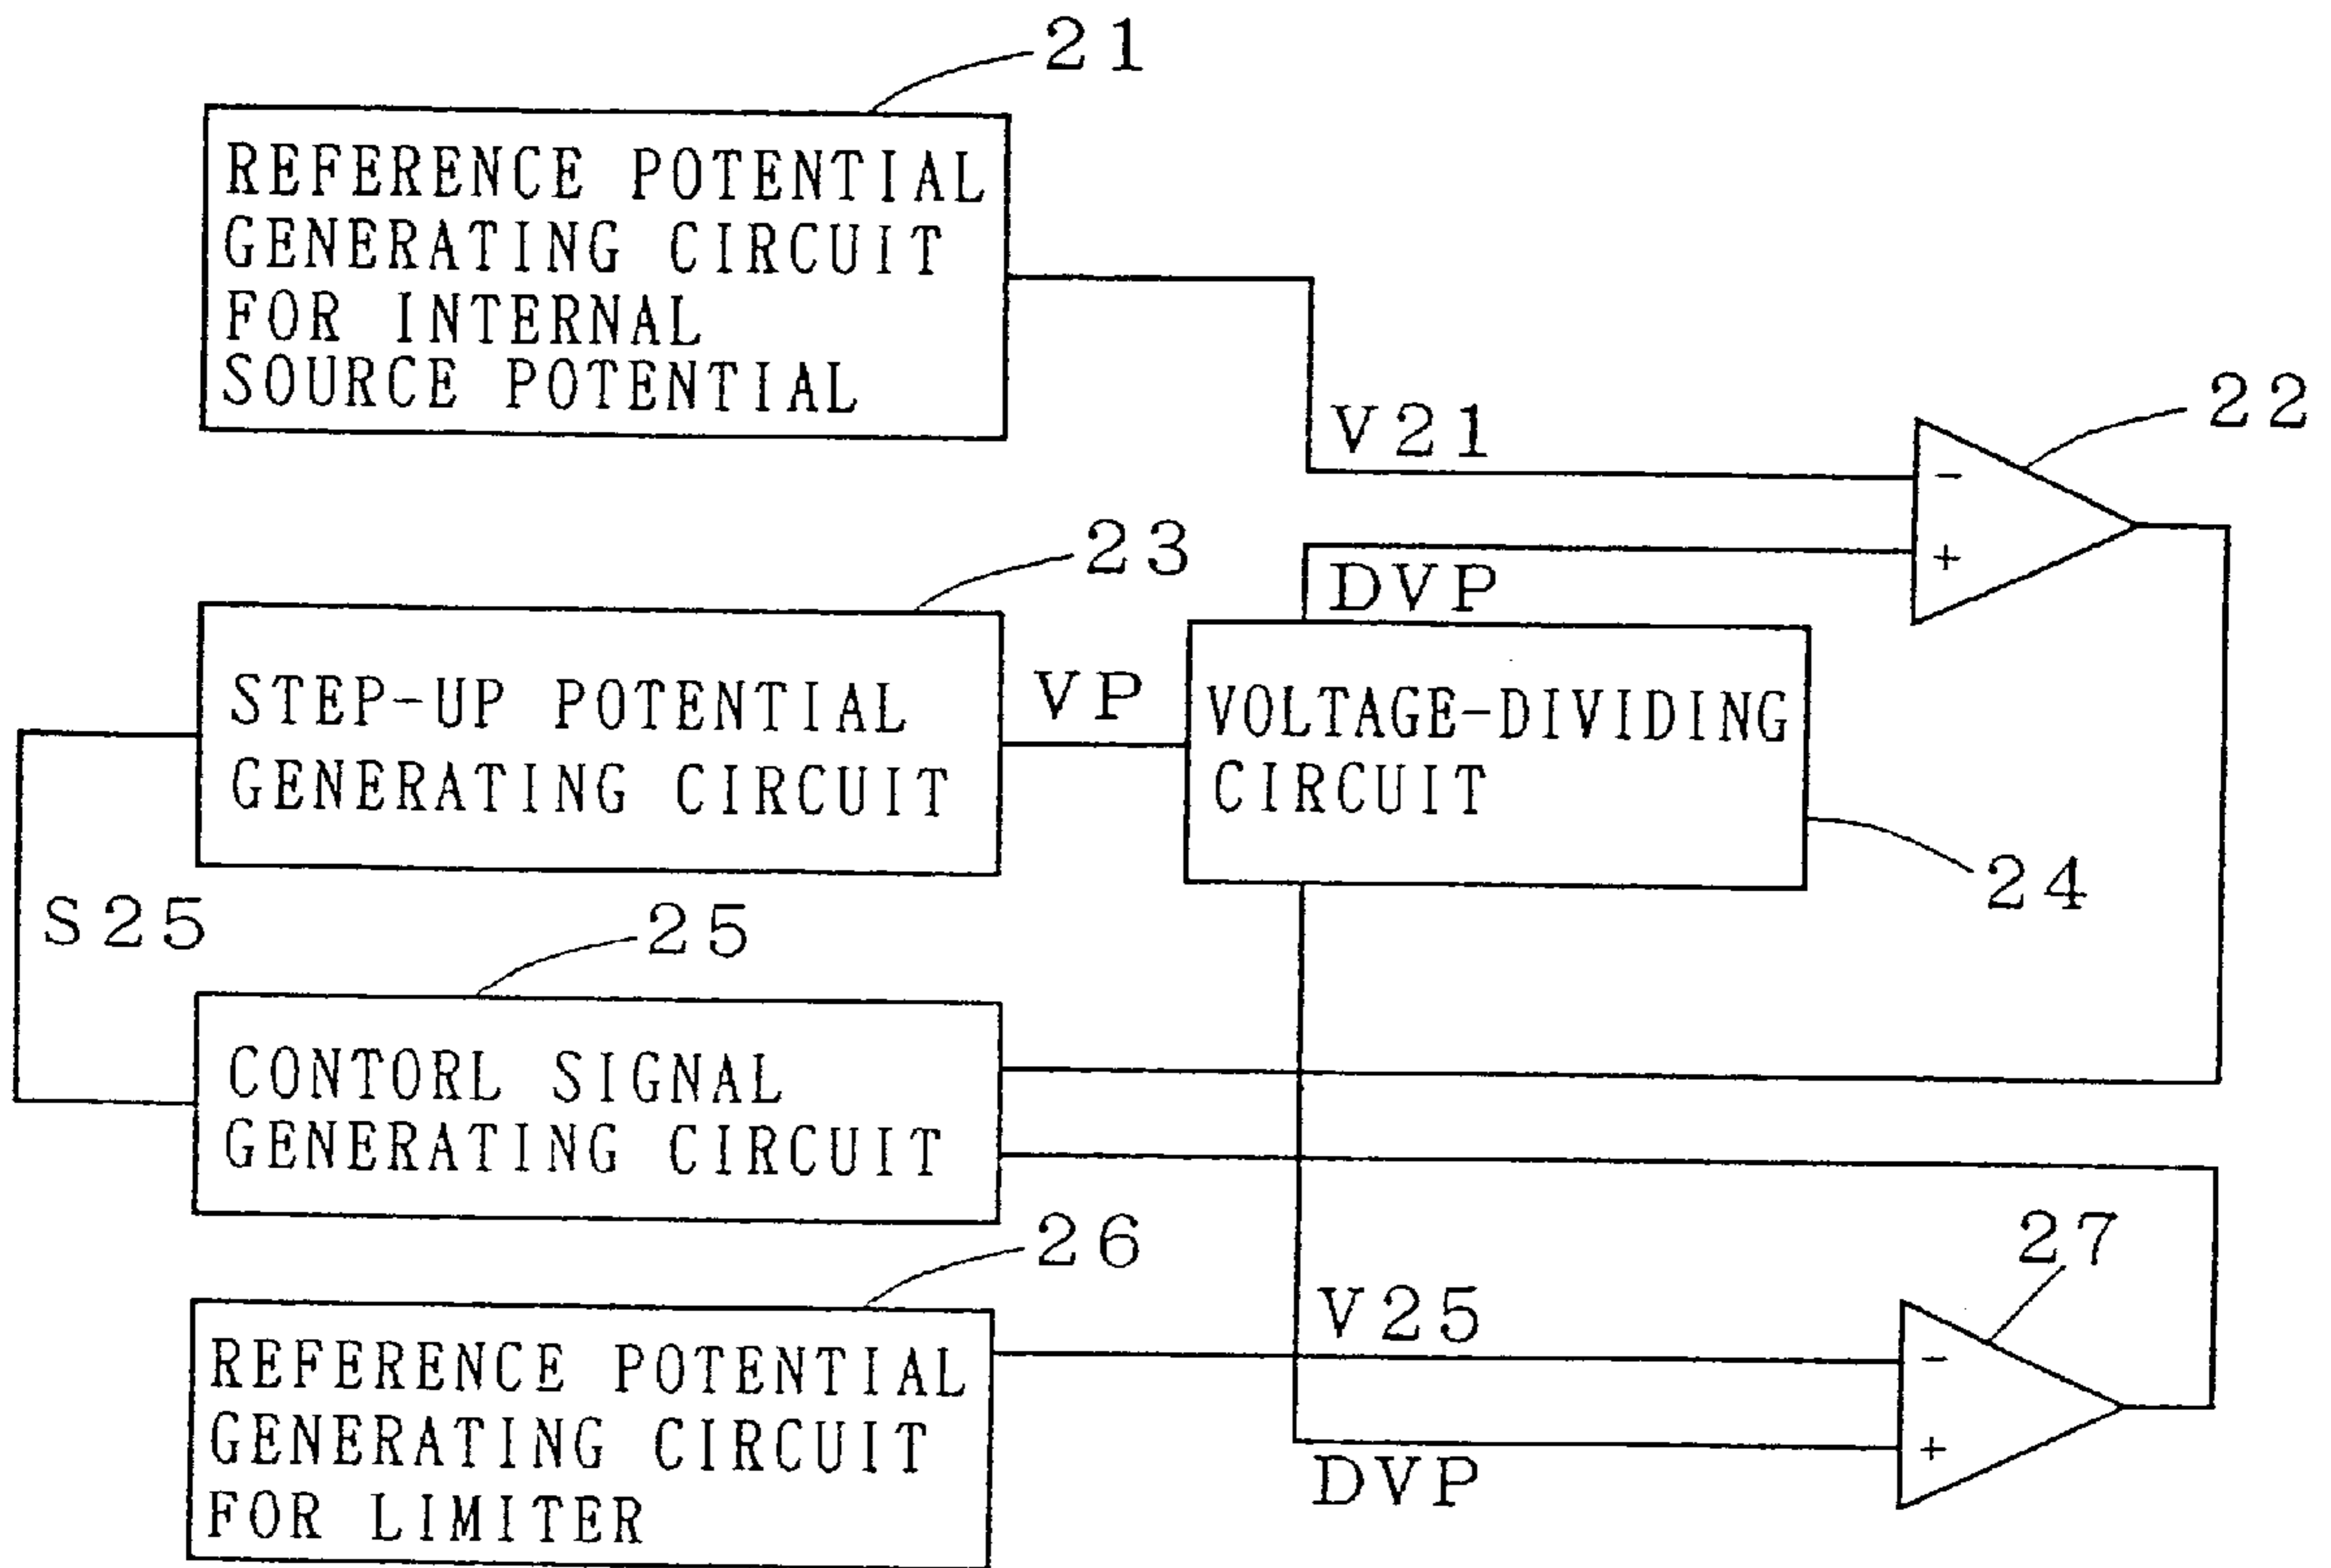 21
REFERENCE POTENTIAL
GENERATING CIRCUIT
FOR INTERNAL
SOURCE POTENTIAL
V21
22
−
+
23
DVP
STEP-UP POTENTIAL
GENERATING CIRCUIT
VP
VOLTAGE-DIVIDING
CIRCUIT
24
S25
25
CONTORL SIGNAL
GENERATING CIRCUIT
26
27
V25
REFERENCE POTENTIAL
GENERATING CIRCUIT
FOR LIMITER
−
+
DVP